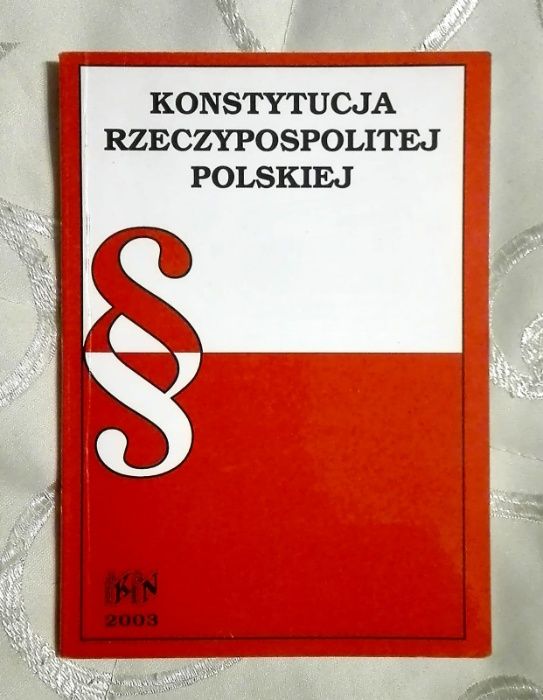 KONSTYTUCJA
RZECZYPOSPOLITEJ
POLSKIEJ
§
2003